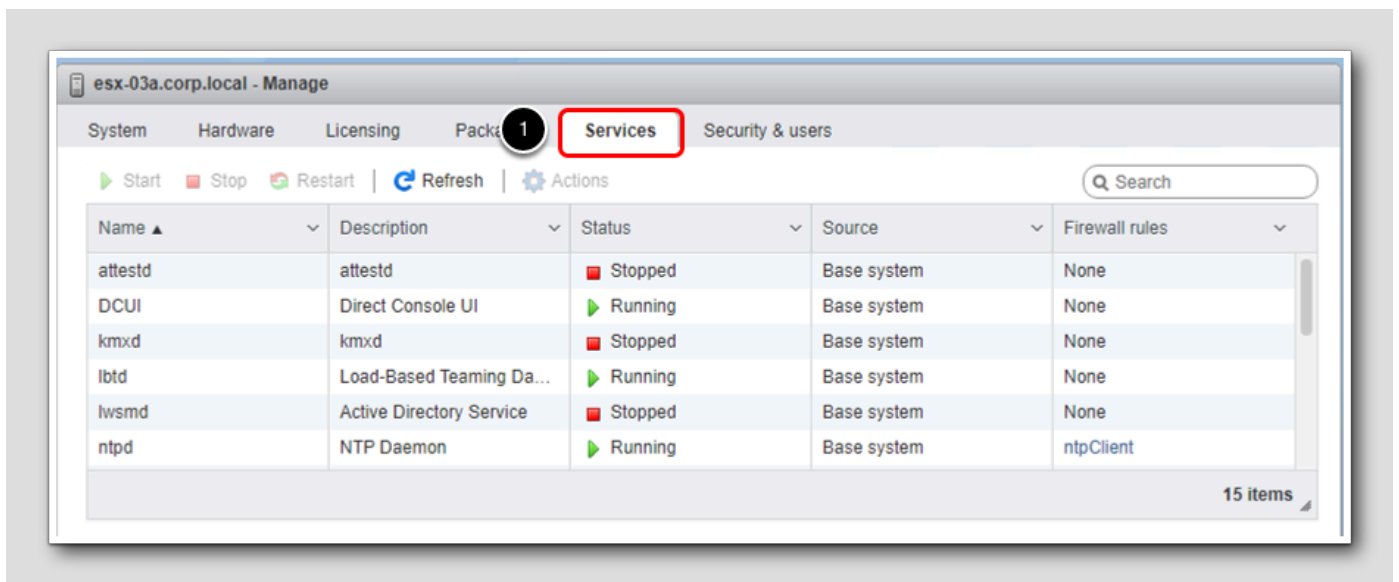 esx-03a.corp.local - Manage
System Hardware Licensing Packa 1 Services Security & users
Start Stop Restart Refresh Actions Search
Name Description Status Source Firewall rules
attestd attestd Stopped Base system None
DCUI Direct Console UI Running Base system None
kmxd kmxd Stopped Base system None
lbtd Load-Based Teaming Da... Running Base system None
lwsmd Active Directory Service Stopped Base system None
ntpd NTP Daemon Running Base system ntpClient
15 items